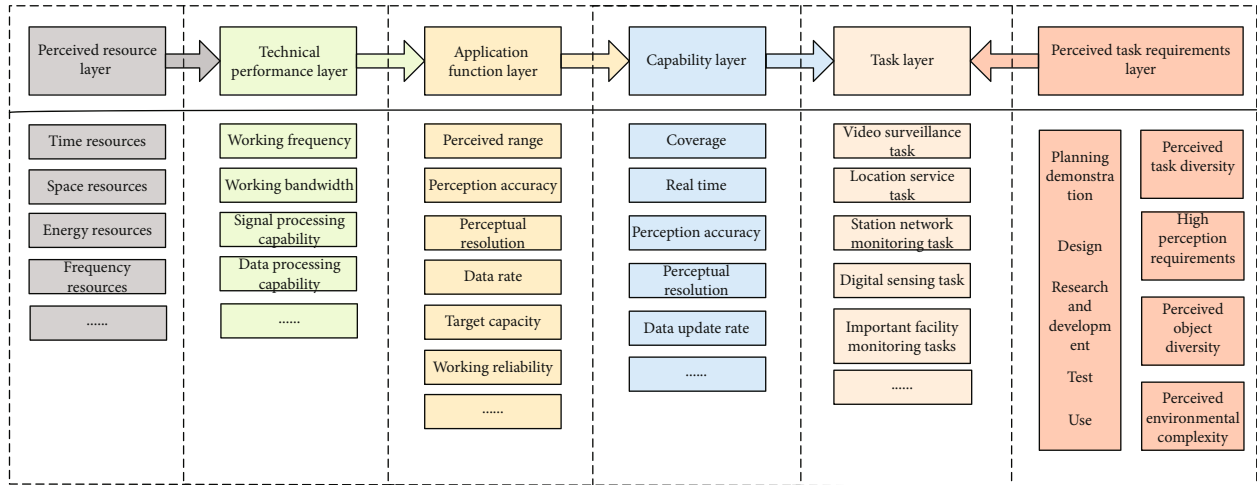 Perceived resource
layer
Technical
performance layer
Application
function layer
Capability layer
Task layer
Perceived task requirements
layer
Time resources
Space resources
Energy resources
Frequency
resources
......
Working frequency
Working bandwidth
Signal processing
capability
Data processing
capability
......
Perceived range
Perception accuracy
Perceptual
resolution
Data rate
Target capacity
Working reliability
......
Coverage
Real time
Perception accuracy
Perceptual
resolution
Data update rate
......
Video surveillance
task
Location service
task
Station network
monitoring task
Digital sensing task
Important facility
monitoring tasks
......
Planning
demonstra
tion
Design
Research
and
developm
ent
Test
Use
Perceived
task diversity
High
perception
requirements
Perceived
object
diversity
Perceived
environmental
complexity